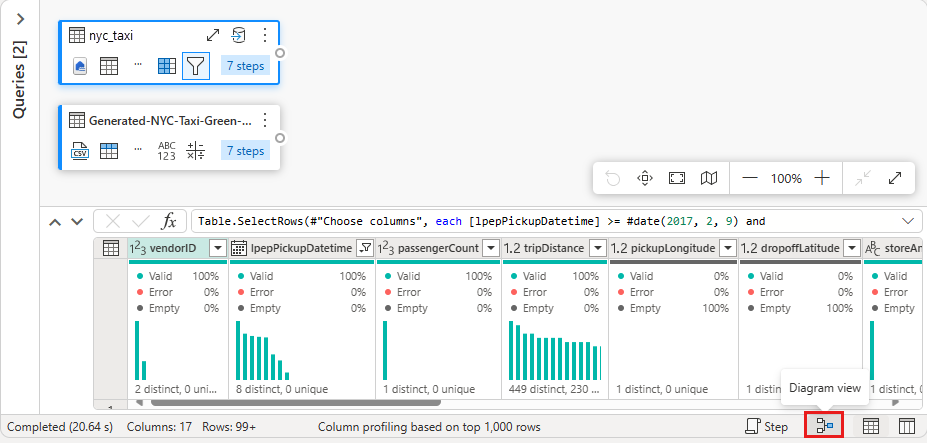 Queries [2]
nyc_taxi
7 steps
Generated-NYC-Taxi-Green-...
CSV
ABC
123
7 steps
100%
fx
Table.SelectRows(#"Choose columns", each [lpepPickupDatetime] >= #date(2017, 2, 9) and
123 vendorID
lpepPickupDatetime
123 passengerCount
1.2 tripDistance
1.2 pickupLongitude
1.2 dropoffLatitude
ABC storeAn
Valid 100%
Error 0%
Empty 0%
2 distinct, 0 uni...
Valid 100%
Error 0%
Empty 0%
8 distinct, 0 unique
Valid 100%
Error 0%
Empty 0%
1 distinct, 0 unique
Valid 100%
Error 0%
Empty 0%
449 distinct, 230 ...
Valid 0%
Error 0%
Empty 100%
1 distinct, 0 unique
Valid 0%
Error 0%
Empty 100%
1 distinct, 0
Valid
Error
Empty
1 distinct, 0
Diagram view
Completed (20.64 s)
Columns: 17
Rows: 99+
Column profiling based on top 1,000 rows
Step